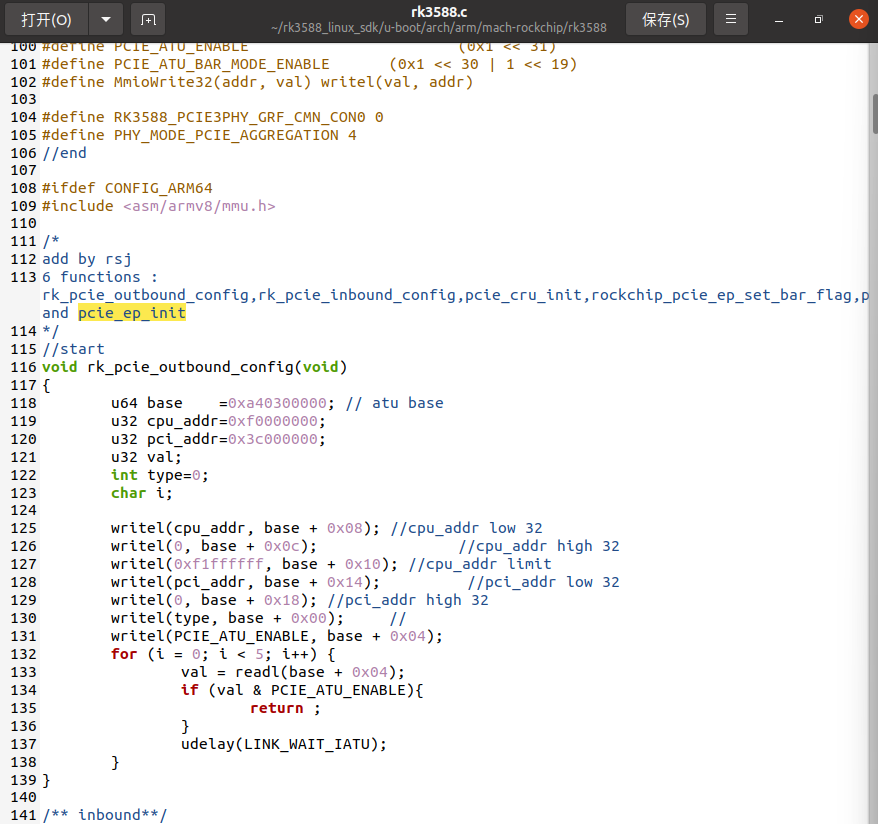 打开(O)
rk3588.c
~/rk3588_linux_sdk/u-boot/arch/arm/mach-rockchip/rk3588
保存(S)
100 #define PCIE_ATU_ENABLE (0x1 << 31)
101 #define PCIE_ATU_BAR_MODE_ENABLE (0x1 << 30 | 1 << 19)
102 #define MmioWrite32(addr, val) writel(val, addr)
103
104 #define RK3588_PCIE3PHY_GRF_CMN_CON0 0
105 #define PHY_MODE_PCIE_AGGREGATION 4
106 //end
107
108 #ifdef CONFIG_ARM64
109 #include <asm/armv8/mmu.h>
110
111 /*
112 add by rsj
113 6 functions :
rk_pcie_outbound_config,rk_pcie_inbound_config,pcie_cru_init,rockchip_pcie_ep_set_bar_flag,p
and pcie_ep_init
114 */
115 //start
116 void rk_pcie_outbound_config(void)
117 {
118 u64 base =0xa40300000; // atu base
119 u32 cpu_addr=0xf0000000;
120 u32 pci_addr=0x3c000000;
121 u32 val;
122 int type=0;
123 char i;
124
125 writel(cpu_addr, base + 0x08); //cpu_addr low 32
126 writel(0, base + 0x0c); //cpu_addr high 32
127 writel(0xf1ffffff, base + 0x10); //cpu_addr limit
128 writel(pci_addr, base + 0x14); //pci_addr low 32
129 writel(0, base + 0x18); //pci_addr high 32
130 writel(type, base + 0x00); //
131 writel(PCIE_ATU_ENABLE, base + 0x04);
132 for (i = 0; i < 5; i++) {
133 val = readl(base + 0x04);
134 if (val & PCIE_ATU_ENABLE){
135 return ;
136 }
137 udelay(LINK_WAIT_IATU);
138 }
139 }
140
141 /** inbound**/